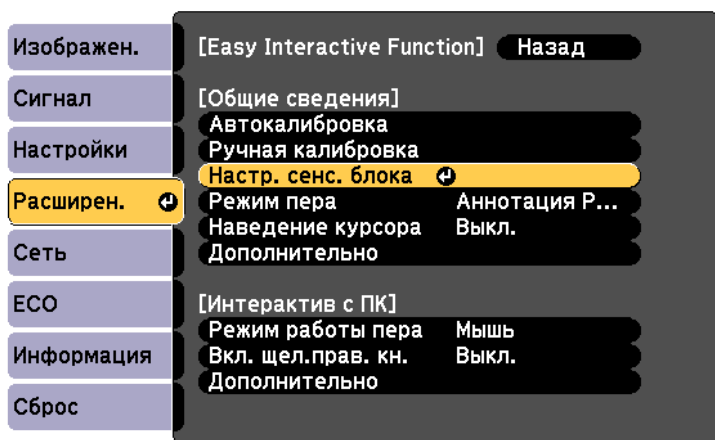 Изображен.
Сигнал
Настройки
Расширен.
Сеть
ECO
Информация
Сброс
[Easy Interactive Function] Назад
[Общие сведения]
Автокалибровка
Ручная калибровка
Настр. сенс. блока
Режим пера Аннотация P...
Наведение курсора Выкл.
Дополнительно
[Интерактив с ПК]
Режим работы пера Мышь
Вкл. щел.прав. кн. Выкл.
Дополнительно